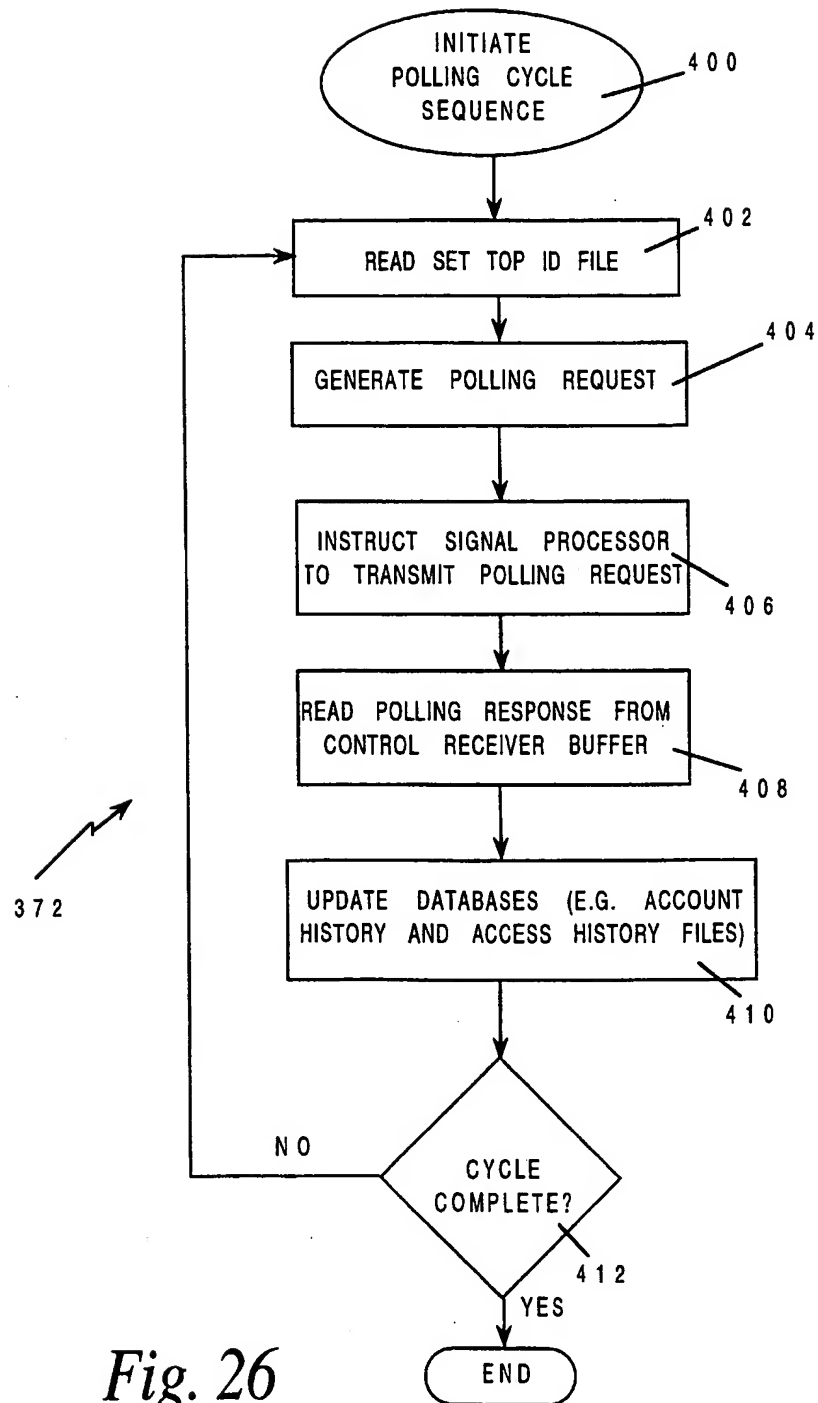 INITIATE
POLLING CYCLE
SEQUENCE
400
402
READ SET TOP ID FILE
404
GENERATE POLLING REQUEST
INSTRUCT SIGNAL PROCESSOR
TO TRANSMIT POLLING REQUEST
406
READ POLLING RESPONSE FROM
CONTROL RECEIVER BUFFER
408
372
UPDATE DATABASES (E.G. ACCOUNT
HISTORY AND ACCESS HISTORY FILES)
410
NO
CYCLE
COMPLETE?
412
YES
END
Fig. 26